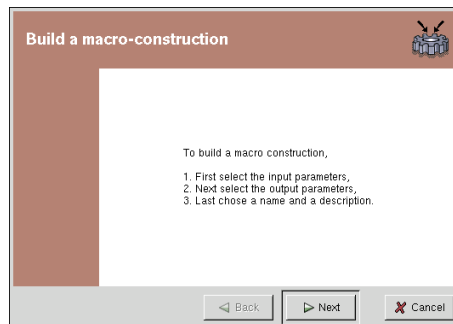 Build a macro-construction
To build a macro construction,
1. First select the input parameters,
2. Next select the output parameters,
3. Last chose a name and a description.
Back
Next
Cancel